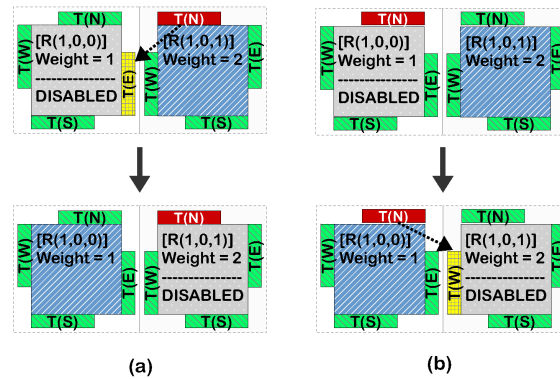 T(N) T(N) T(N) T(N)
T(W) [R(1,0,0)] Weight = 1 DISABLED T(E) T(S)
T(W) [R(1,0,1)] Weight = 2 T(E) T(S)
T(W) [R(1,0,0)] Weight = 1 DISABLED T(E) T(S)
T(W) [R(1,0,1)] Weight = 2 T(E) T(S)
T(N) T(N) T(N) T(N)
T(W) [R(1,0,0)] Weight = 1 T(E) T(S)
T(W) [R(1,0,1)] Weight = 2 DISABLED T(E) T(S)
T(W) [R(1,0,0)] Weight = 1 T(E) T(S)
T(W) [R(1,0,1)] Weight = 2 DISABLED T(E) T(S)
(a) (b)